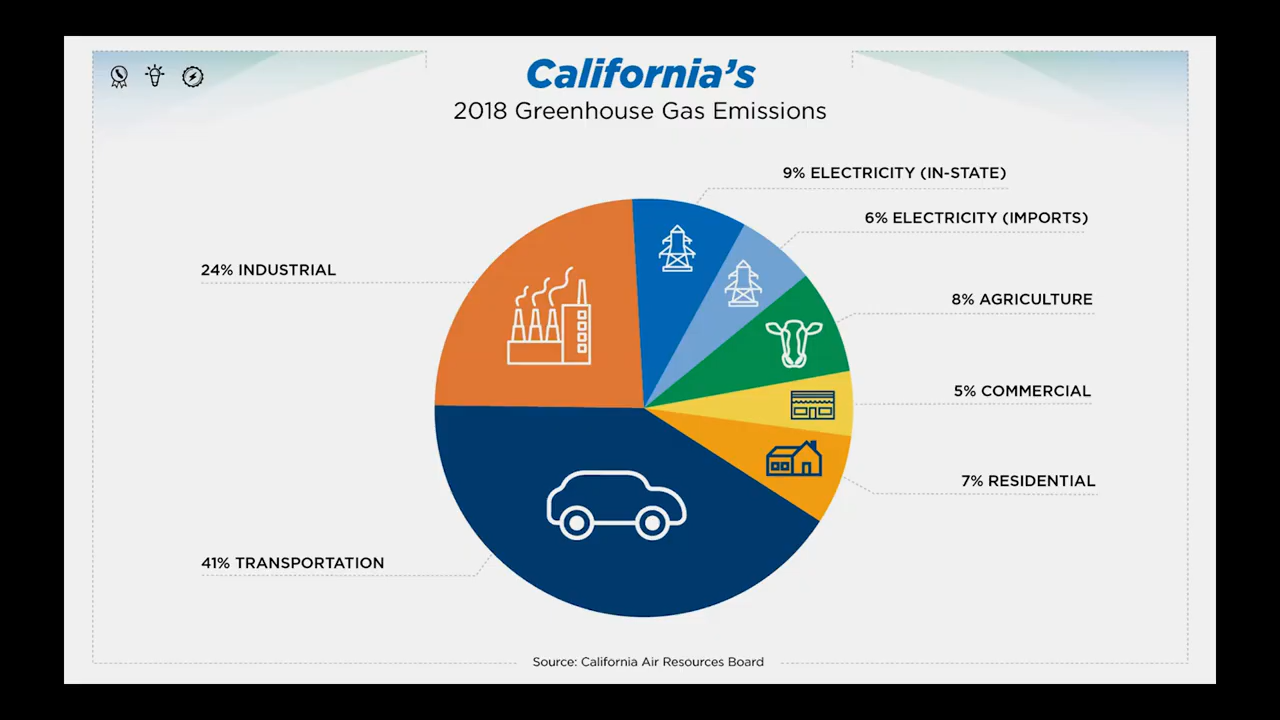 California's
2018 Greenhouse Gas Emissions
9% ELECTRICITY (IN-STATE)
6% ELECTRICITY (IMPORTS)
24% INDUSTRIAL
8% AGRICULTURE
5% COMMERCIAL
7% RESIDENTIAL
41% TRANSPORTATION
Source: California Air Resources Board